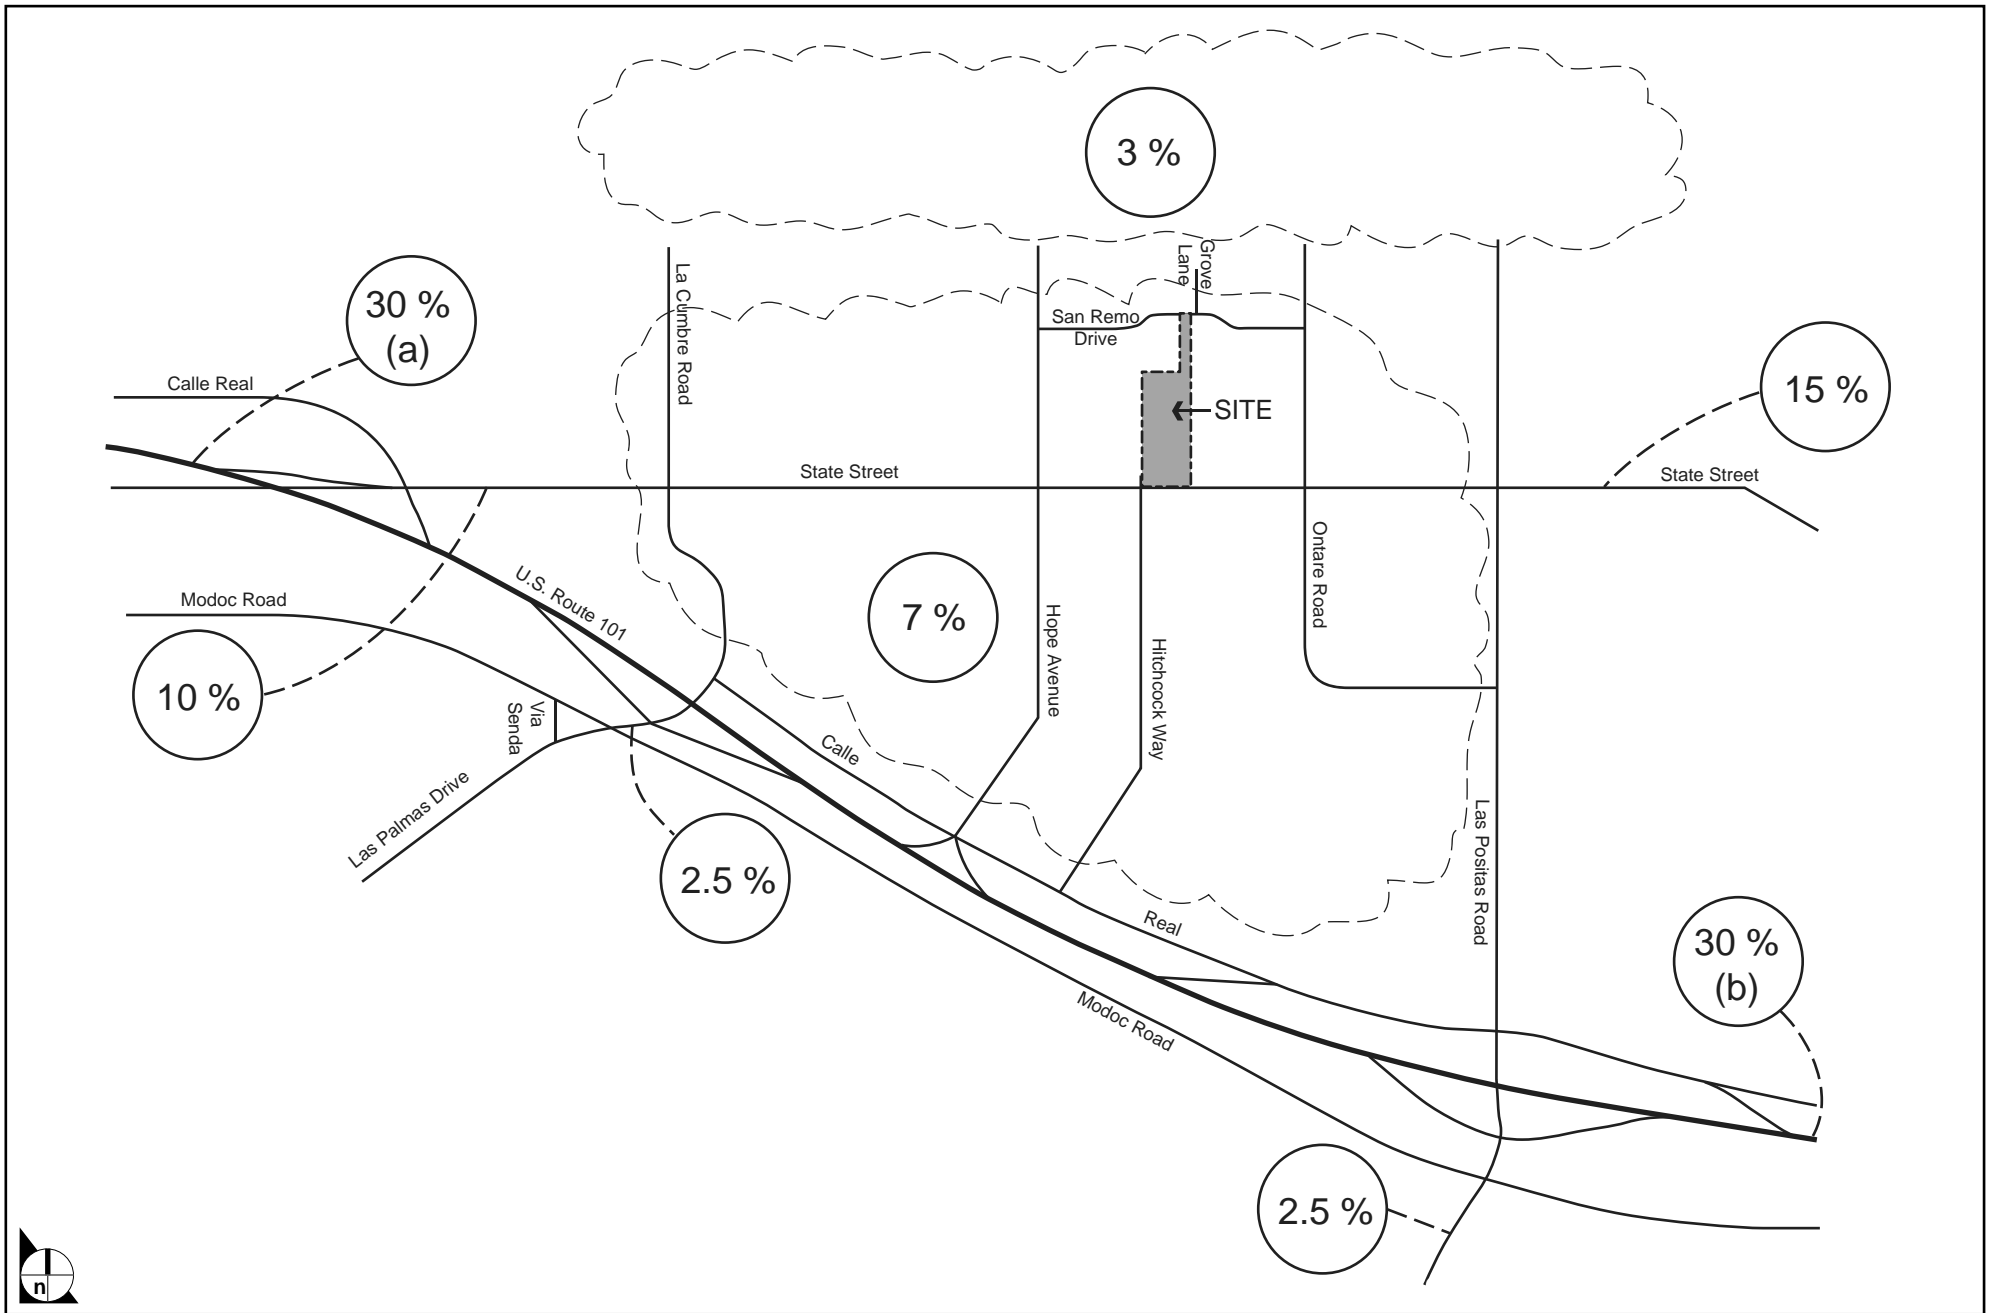 3 %
Grove
Lane
La Cumbre Road
30 %
(a)
San Remo
Drive
Calle Real
15 %
SITE
State Street
State Street
Ontare Road
U.S. Route 101
Modoc Road
7 %
Hope Avenue
Hitchcock Way
10 %
Via
Senda
Calle
Las Palmas Drive
Las Positas Road
2.5 %
Real
30 %
(b)
Modoc Road
2.5 %
n